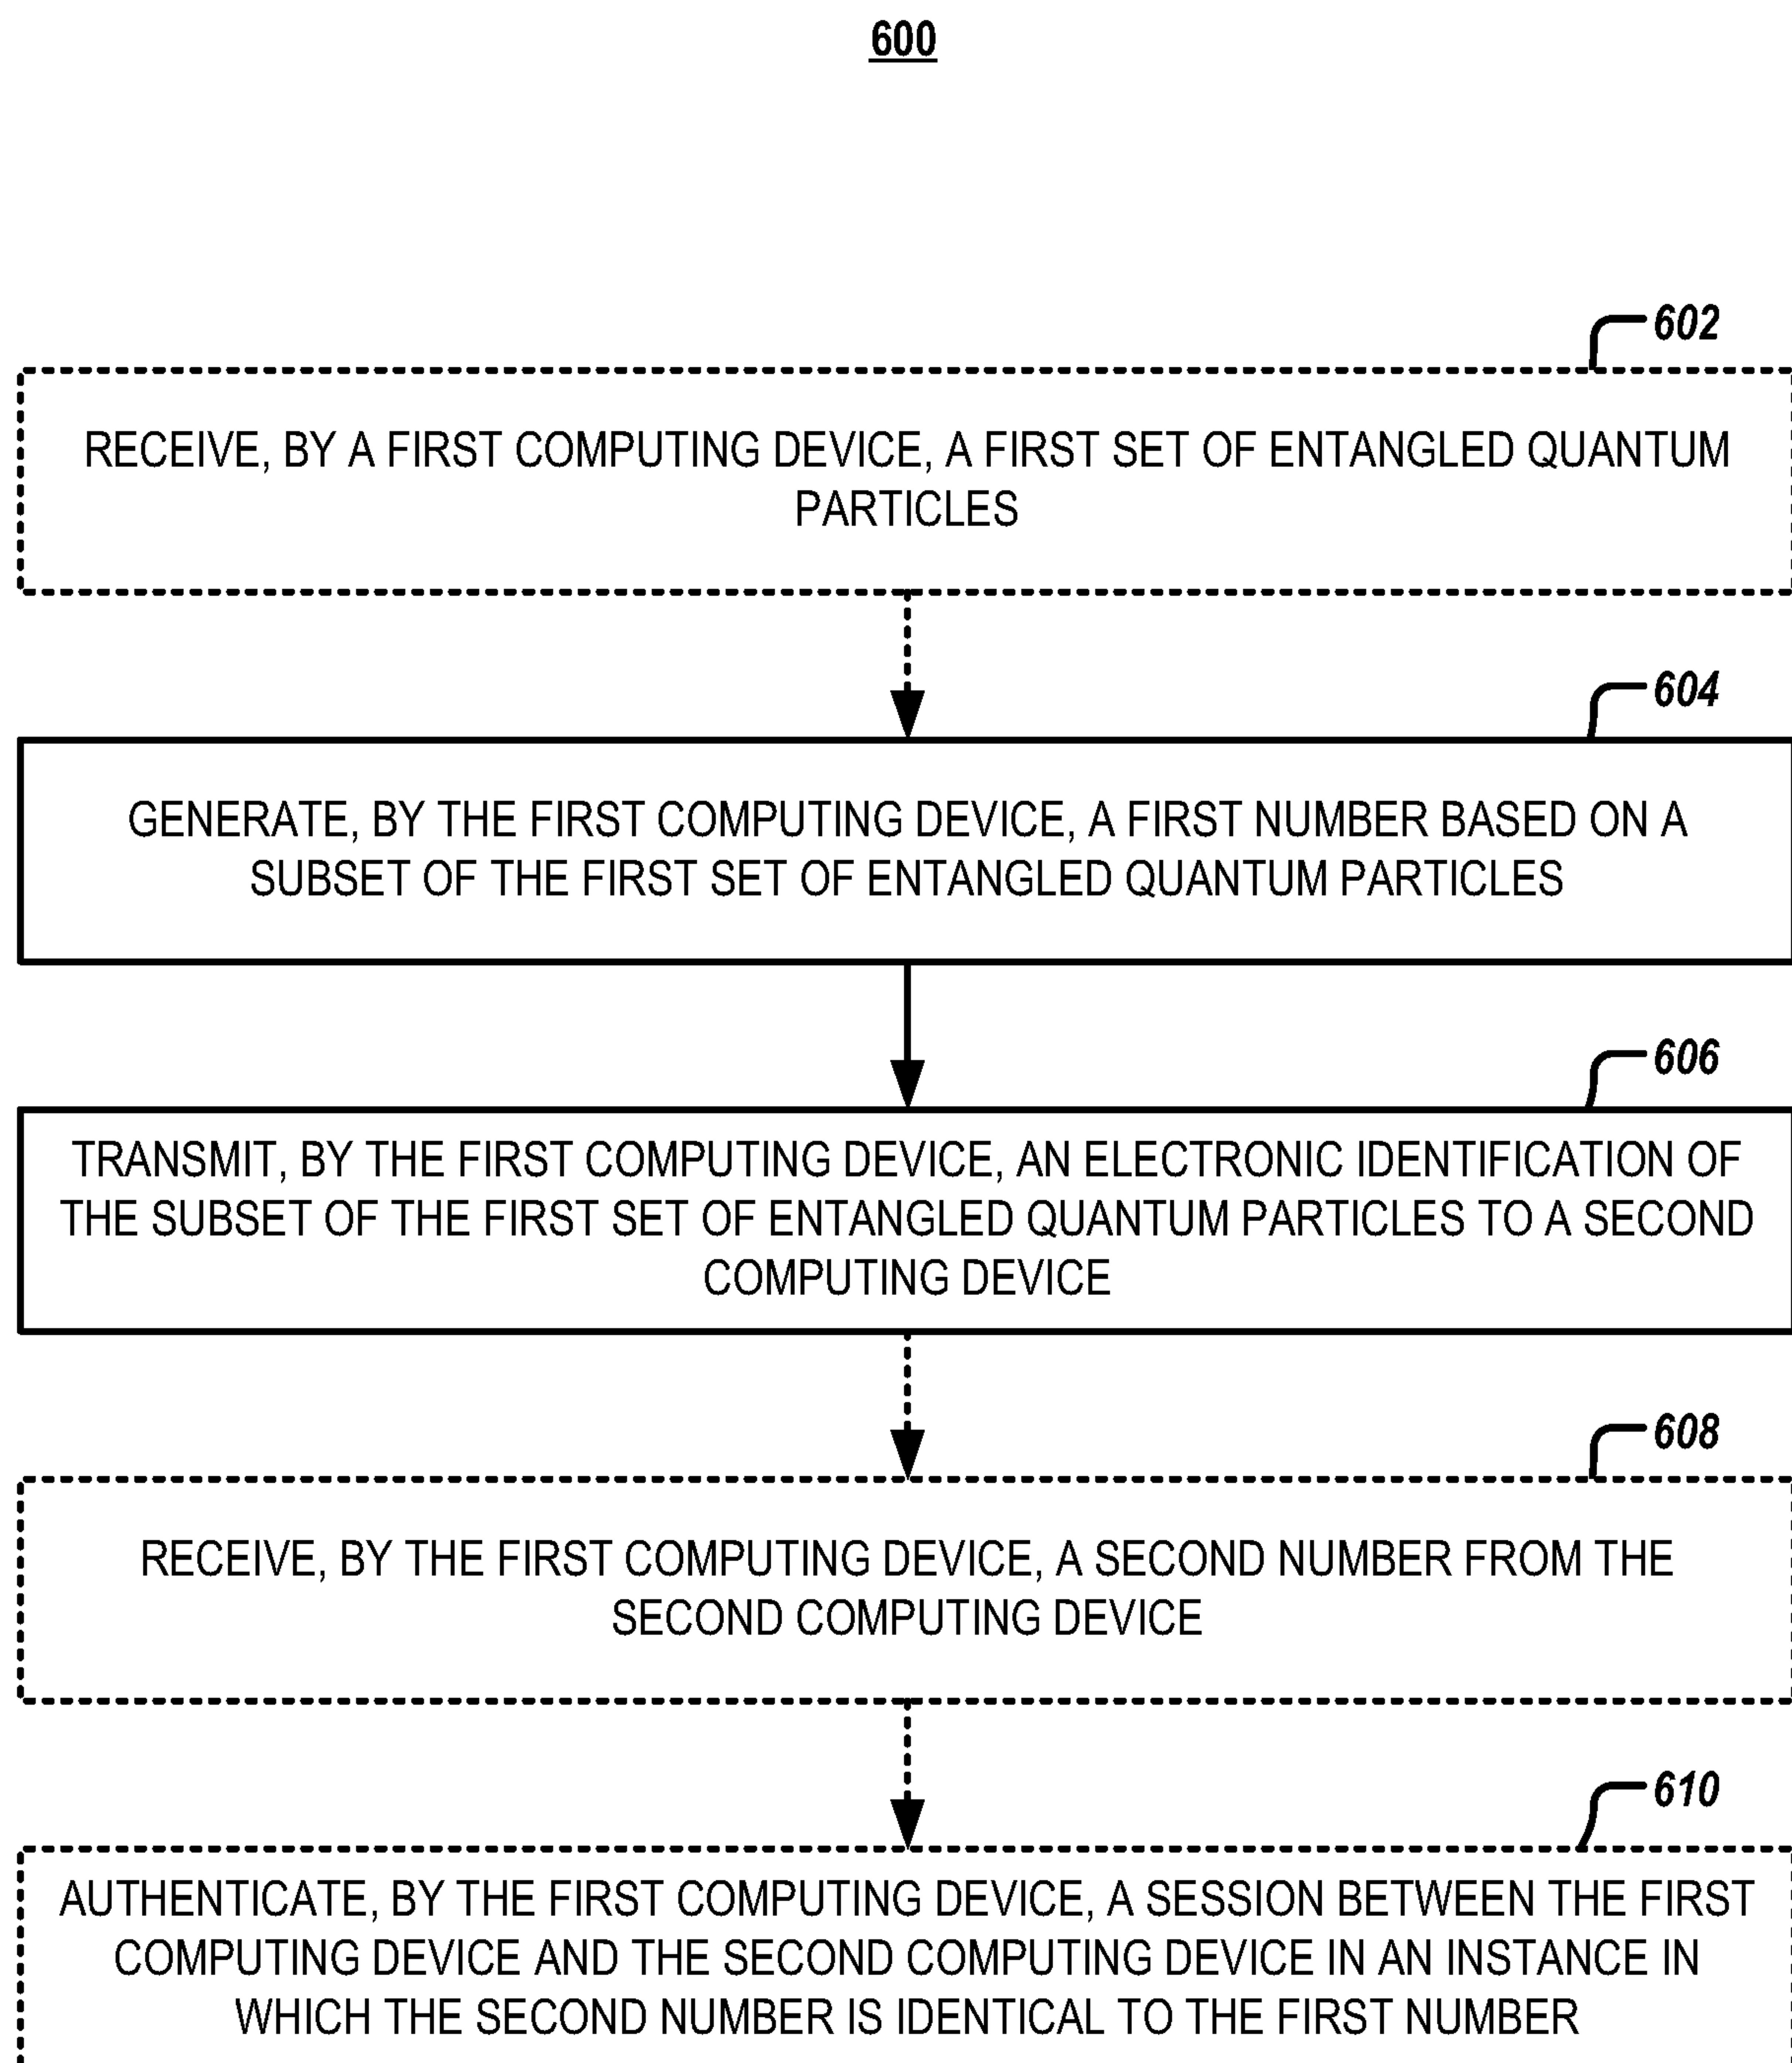 600
602
RECEIVE, BY A FIRST COMPUTING DEVICE, A FIRST SET OF ENTANGLED QUANTUM
PARTICLES
604
GENERATE, BY THE FIRST COMPUTING DEVICE, A FIRST NUMBER BASED ON A
SUBSET OF THE FIRST SET OF ENTANGLED QUANTUM PARTICLES
606
TRANSMIT, BY THE FIRST COMPUTING DEVICE, AN ELECTRONIC IDENTIFICATION OF
THE SUBSET OF THE FIRST SET OF ENTANGLED QUANTUM PARTICLES TO A SECOND
COMPUTING DEVICE
608
RECEIVE, BY THE FIRST COMPUTING DEVICE, A SECOND NUMBER FROM THE
SECOND COMPUTING DEVICE
610
AUTHENTICATE, BY THE FIRST COMPUTING DEVICE, A SESSION BETWEEN THE FIRST
COMPUTING DEVICE AND THE SECOND COMPUTING DEVICE IN AN INSTANCE IN
WHICH THE SECOND NUMBER IS IDENTICAL TO THE FIRST NUMBER